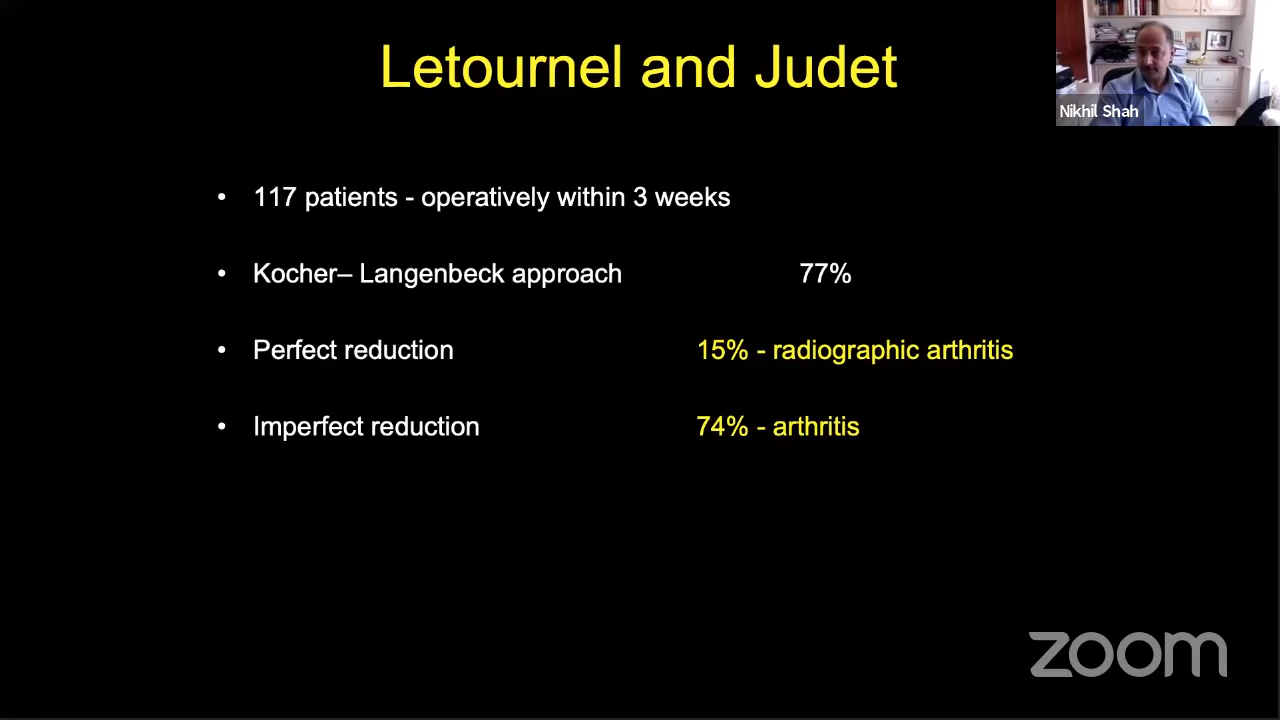 Letournel and Judet
Nikhil Shah
• 117 patients - operatively within 3 weeks
• Kocher– Langenbeck approach 77%
• Perfect reduction 15% - radiographic arthritis
• Imperfect reduction 74% - arthritis
zoom